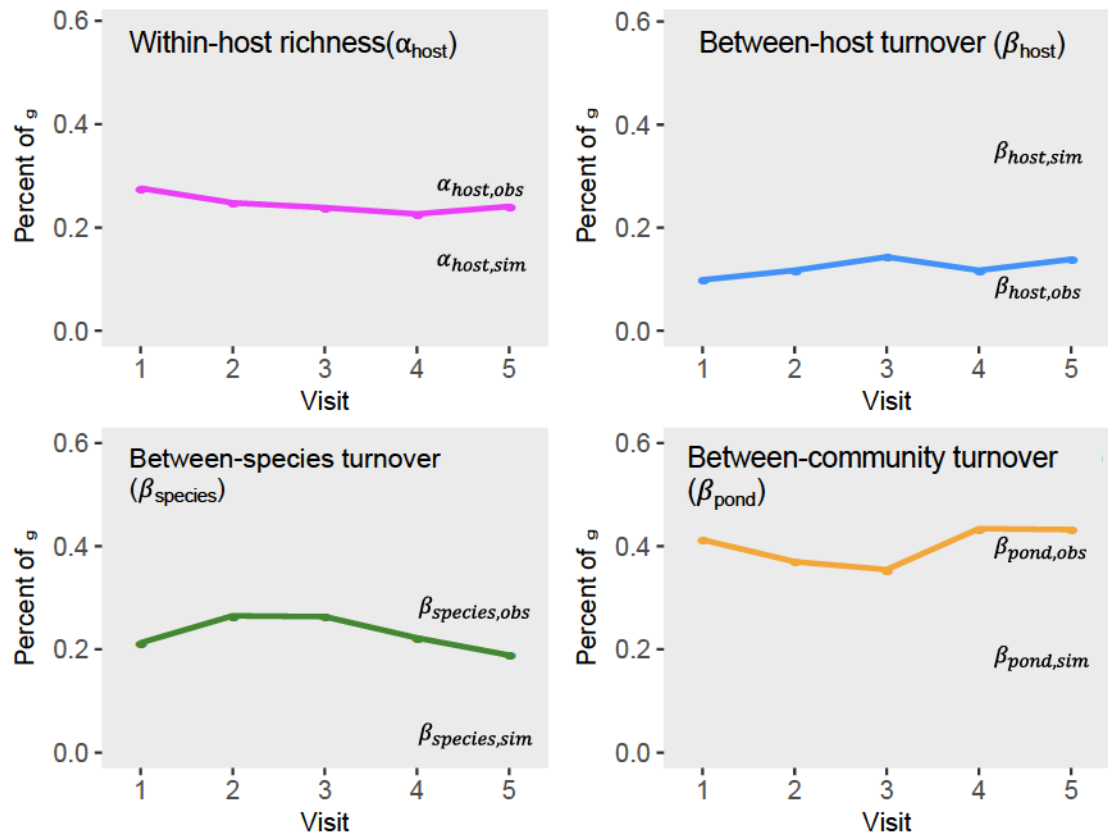 Within-host richness(αhost)
0.6
0.4
0.2
0.0
Percent of g
αhost,obs
αhost,sim
1 2 3 4 5
Visit
Between-host turnover (βhost)
0.6
0.4
0.2
0.0
Percent of g
βhost,sim
βhost,obs
1 2 3 4 5
Visit
Between-species turnover
(βspecies)
0.6
0.4
0.2
0.0
Percent of g
βspecies,obs
βspecies,sim
1 2 3 4 5
Visit
Between-community turnover
(βpond)
0.6
0.4
0.2
0.0
Percent of g
βpond,obs
βpond,sim
1 2 3 4 5
Visit